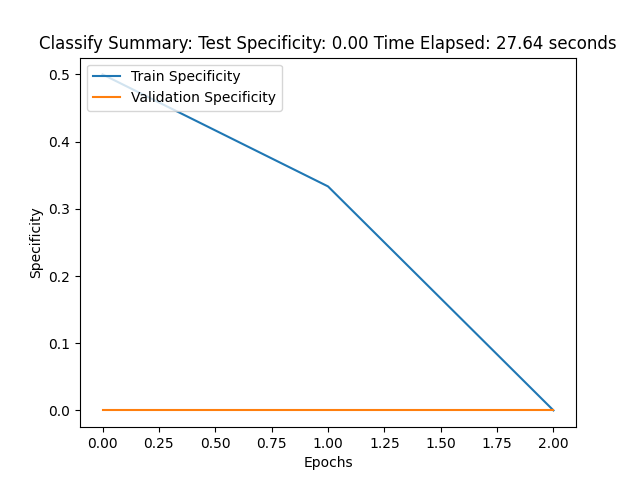 Classify Summary: Test Specificity: 0.00 Time Elapsed: 27.64 seconds
Train Specificity
Validation Specificity
Specificity
0.5
0.4
0.3
0.2
0.1
0.0
0.00 0.25 0.50 0.75 1.00 1.25 1.50 1.75 2.00
Epochs